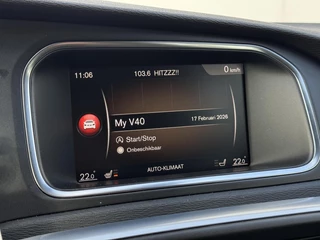 11:06 103.6 HITZZZ!! 0 km/h
My V40 17 Februari 2026
Start/Stop
Onbeschikbaar
AUTO-KLIMAAT
22.0° 22.0°